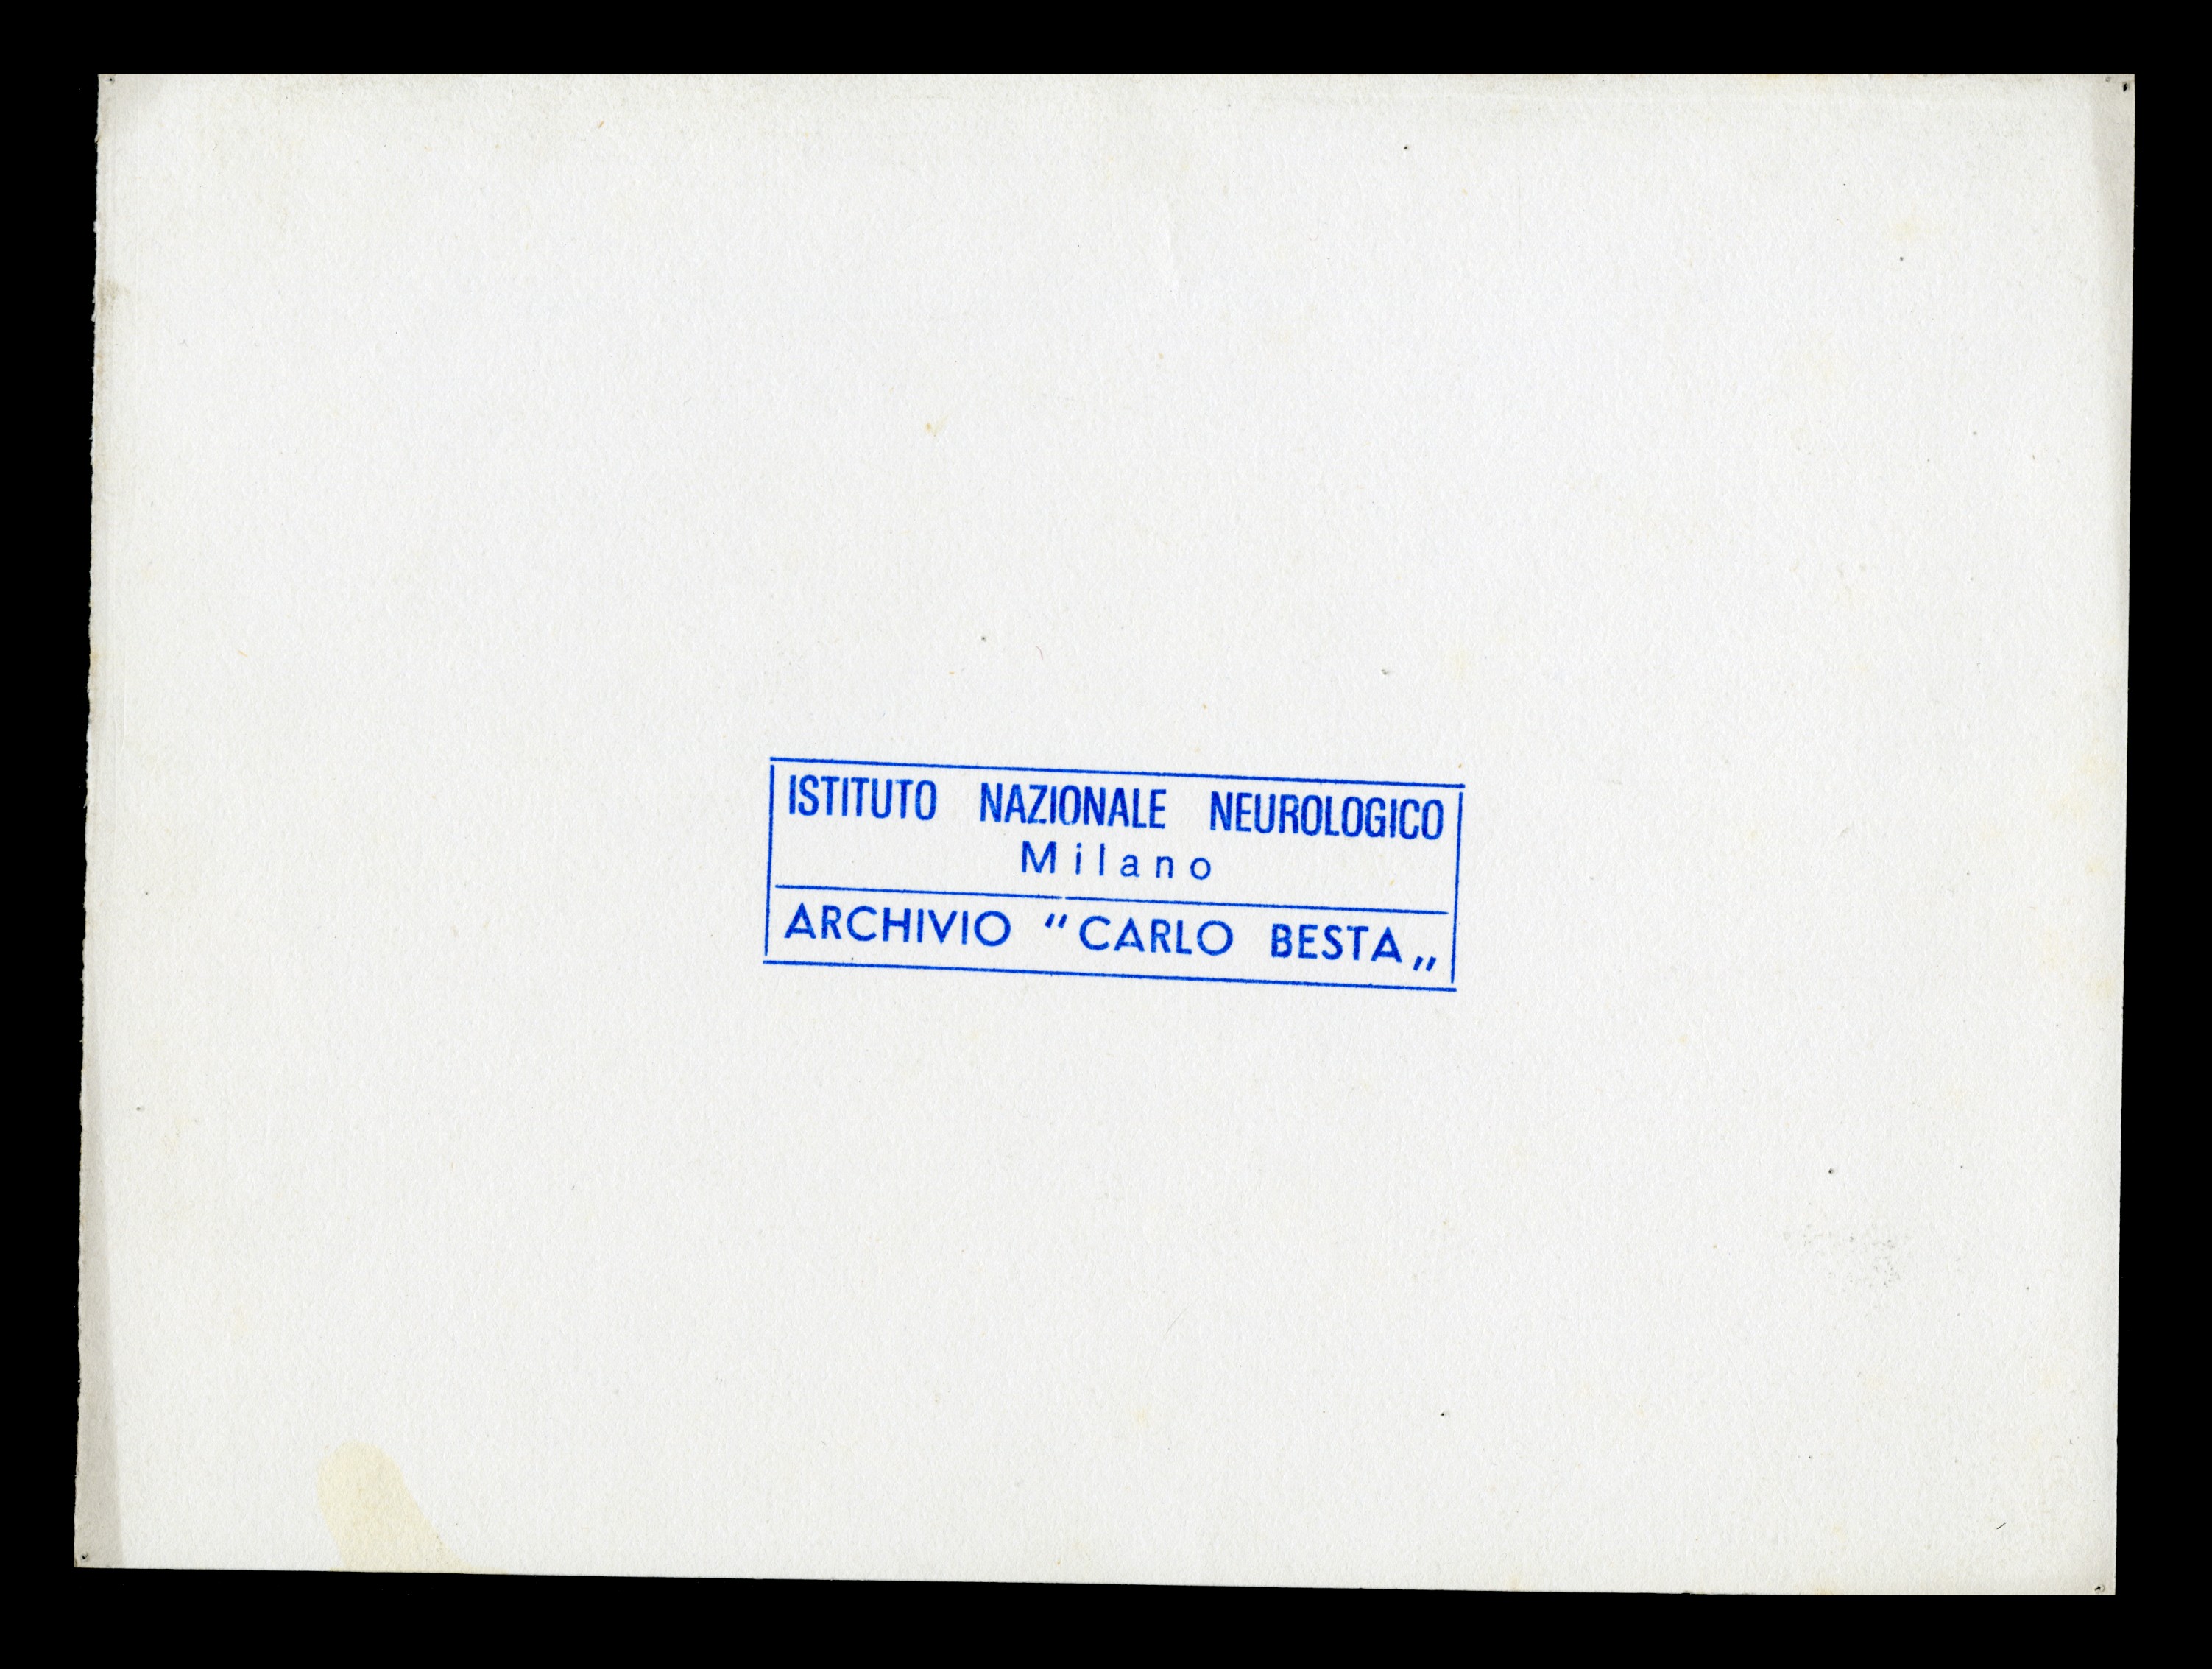 ISTITUTO NAZIONALE NEUROLOGICO
Milano
ARCHIVIO “CARLO BESTA„